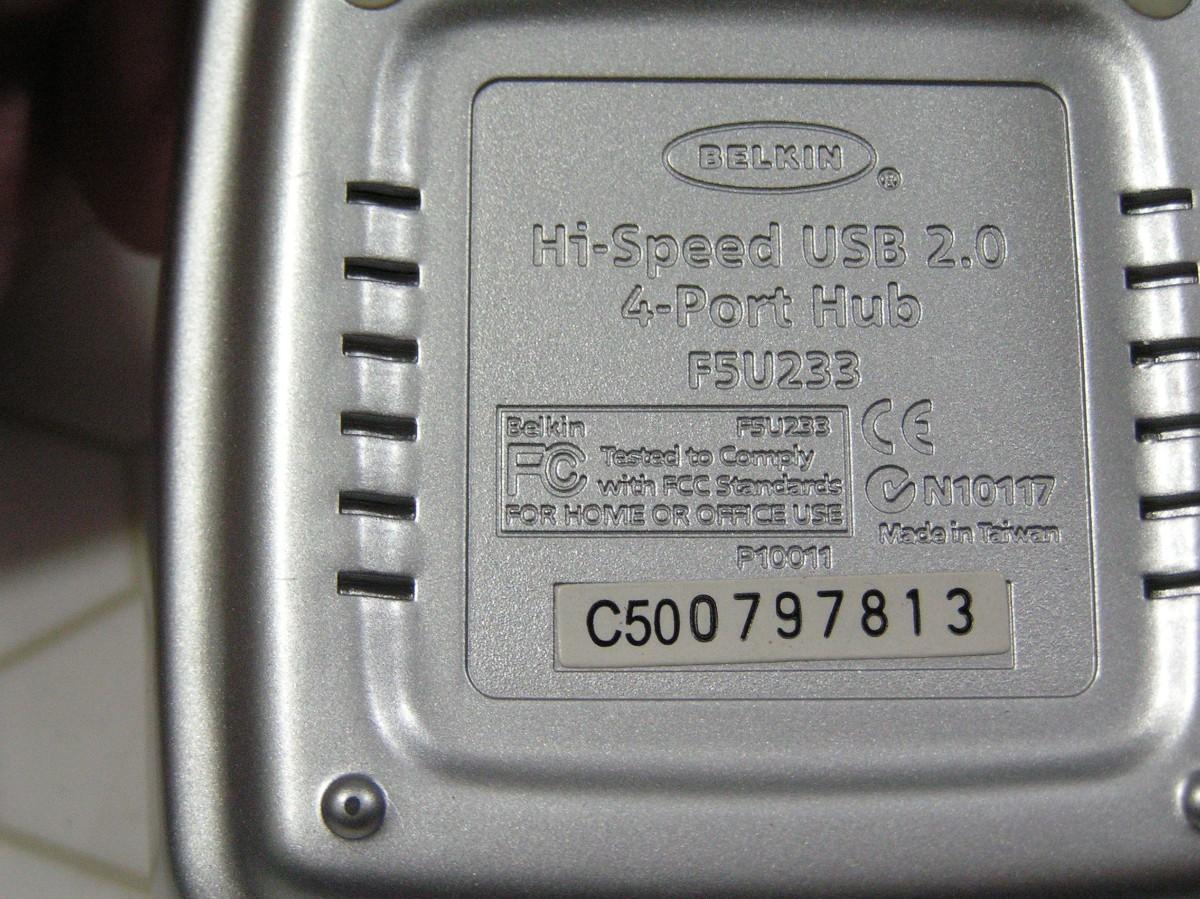 BELKIN ®
Hi-Speed USB 2.0
4-Port Hub
F5U233
Belkin F5U233
FC Tested to Comply
with FCC Standards
FOR HOME OR OFFICE USE
CE
N10117
Made in Taiwan
P10011
C500797813